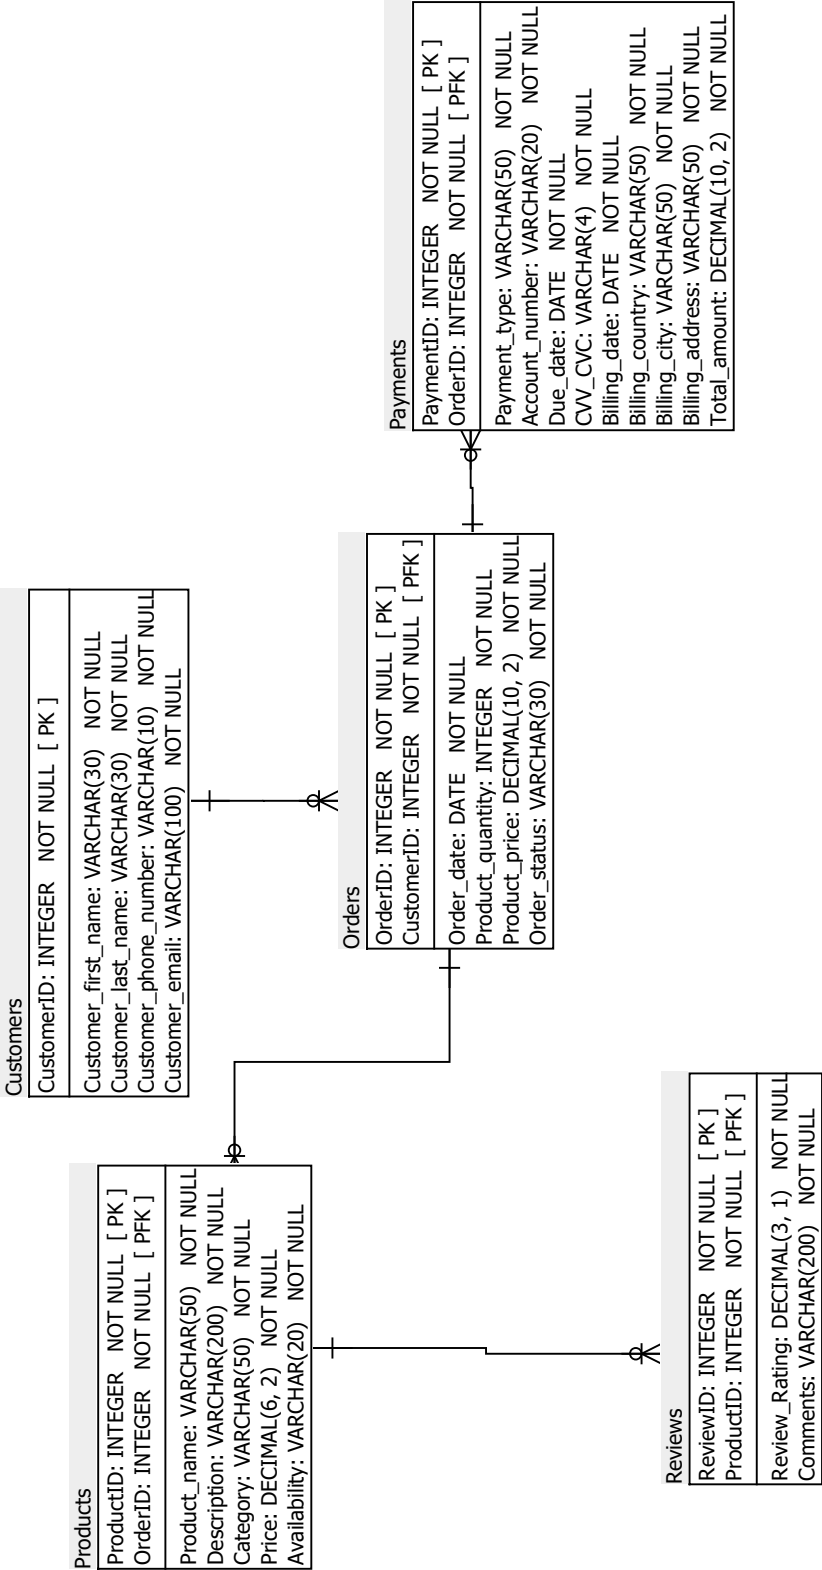 Customers
CustomerID: INTEGER NOT NULL [ PK ]
Customer_first_name: VARCHAR(30) NOT NULL
Customer_last_name: VARCHAR(30) NOT NULL
Customer_phone_number: VARCHAR(10) NOT NULL
Customer_email: VARCHAR(100) NOT NULL
Products
ProductID: INTEGER NOT NULL [ PK ]
OrderID: INTEGER NOT NULL [ PFK ]
Product_name: VARCHAR(50) NOT NULL
Description: VARCHAR(200) NOT NULL
Category: VARCHAR(50) NOT NULL
Price: DECIMAL(6, 2) NOT NULL
Availability: VARCHAR(20) NOT NULL
Orders
OrderID: INTEGER NOT NULL [ PK ]
CustomerID: INTEGER NOT NULL [ PFK ]
Order_date: DATE NOT NULL
Product_quantity: INTEGER NOT NULL
Product_price: DECIMAL(10, 2) NOT NULL
Order_status: VARCHAR(30) NOT NULL
Payments
PaymentID: INTEGER NOT NULL [ PK ]
OrderID: INTEGER NOT NULL [ PFK ]
Payment_type: VARCHAR(50) NOT NULL
Account_number: VARCHAR(20) NOT NULL
Due_date: DATE NOT NULL
CVV_CVC: VARCHAR(4) NOT NULL
Billing_date: DATE NOT NULL
Billing_country: VARCHAR(50) NOT NULL
Billing_city: VARCHAR(50) NOT NULL
Billing_address: VARCHAR(50) NOT NULL
Total_amount: DECIMAL(10, 2) NOT NULL
Reviews
ReviewID: INTEGER NOT NULL [ PK ]
ProductID: INTEGER NOT NULL [ PFK ]
Review_Rating: DECIMAL(3, 1) NOT NULL
Comments: VARCHAR(200) NOT NULL